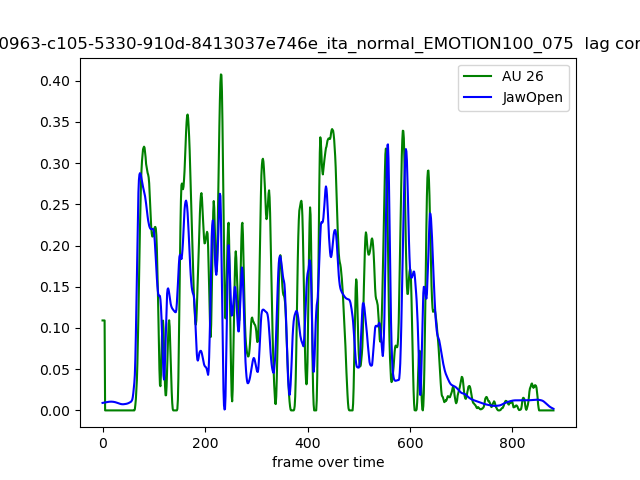 0963-c105-5330-910d-8413037e746e_ita_normal_EMOTION100_075 lag cor
AU 26
JawOpen
0.40
0.35
0.30
0.25
0.20
0.15
0.10
0.05
0.00
0 200 400 600 800
frame over time